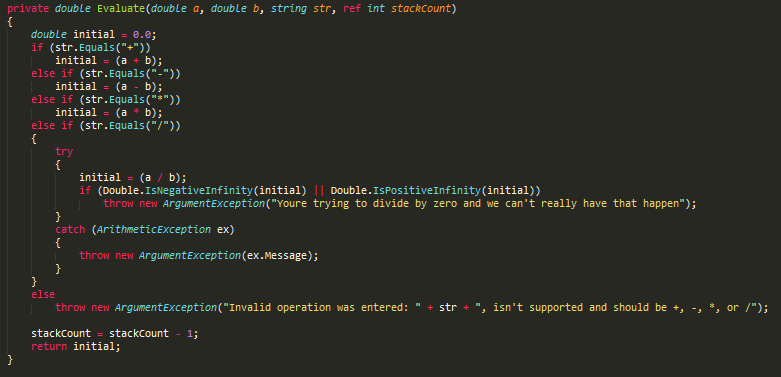 private double Evaluate(double a, double b, string str, ref int stackCount)
{
    double initial = 0.0;
    if (str.Equals("+"))
        initial = (a + b);
    else if (str.Equals("-"))
        initial = (a - b);
    else if (str.Equals("*"))
        initial = (a * b);
    else if (str.Equals("/"))
    {
        try
        {
            initial = (a / b);
            if (Double.IsNegativeInfinity(initial) || Double.IsPositiveInfinity(initial))
                throw new ArgumentException("Youre trying to divide by zero and we can't really have that happen");
        }
        catch (ArithmeticException ex)
        {
            throw new ArgumentException(ex.Message);
        }
    }
    else
        throw new ArgumentException("Invalid operation was entered: " + str + ", isn't supported and should be +, -, *, or /");

    stackCount = stackCount - 1;
    return initial;
}